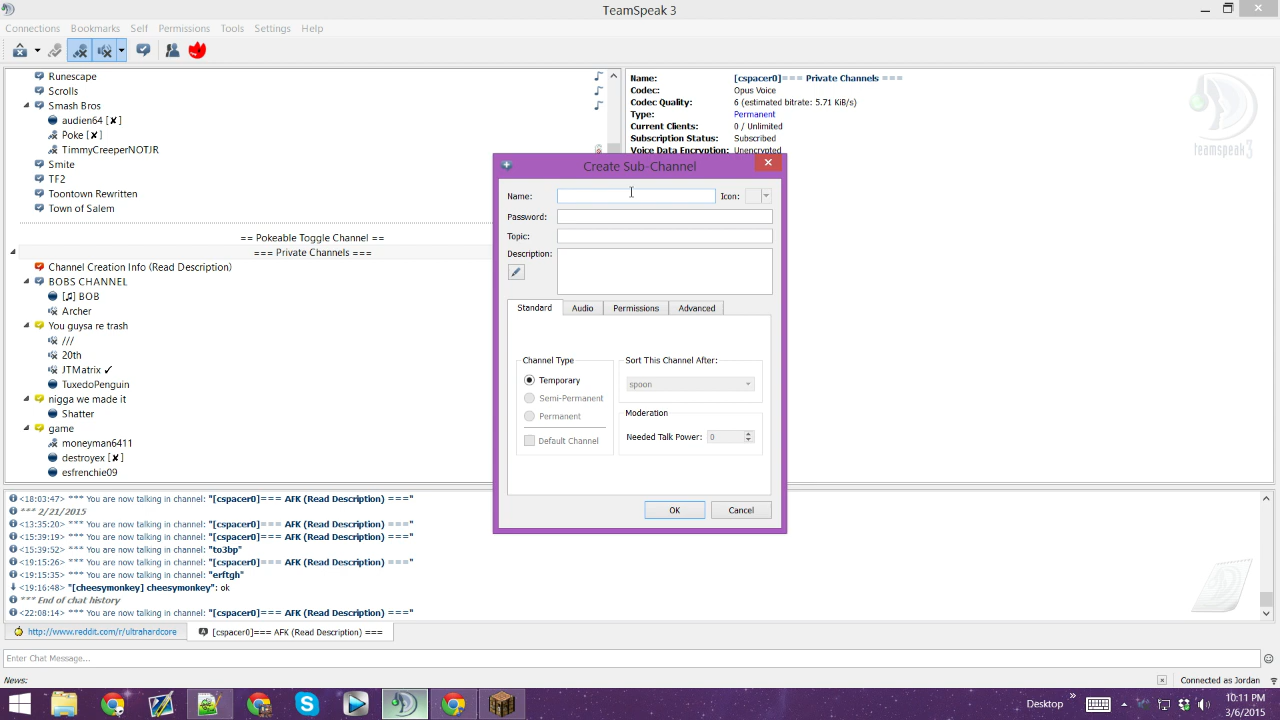 TeamSpeak 3
Connections Bookmarks Self Permissions Tools Settings Help
Runescape
Scrolls
Smash Bros
audien64 [✘]
Poke [✘]
TimmyCreeperNOTJR
Smite
TF2
Toontown Rewritten
Town of Salem
== Pokeable Toggle Channel ==
=== Private Channels ===
Channel Creation Info (Read Description)
BOBS CHANNEL
[♫] BOB
Archer
You guysa re trash
///
20th
JTMatrix ✓
TuxedoPenguin
nigga we made it
Shatter
game
moneyman6411
destroyex [✘]
esfrenchie09
Name: [cspacer0]=== Private Channels ===
Codec: Opus Voice
Codec Quality: 6 (estimated bitrate: 5.71 KiB/s)
Type: Permanent
Current Clients: 0 / Unlimited
Subscription Status: Subscribed
Voice Data Encryption: Unencrypted
teamspeak3
Create Sub-Channel
Name: Icon:
Password:
Topic:
Description:
Standard Audio Permissions Advanced
Channel Type
Temporary
Semi-Permanent
Permanent
Default Channel
Sort This Channel After:
spoon
Moderation
Needed Talk Power: 0
OK Cancel
<18:03:47> *** You are now talking in channel: "[cspacer0]=== AFK (Read Description) ==="
*** 2/21/2015
<13:35:20> *** You are now talking in channel: "[cspacer0]=== AFK (Read Description) ==="
<15:39:19> *** You are now talking in channel: "[cspacer0]=== AFK (Read Description) ==="
<15:39:52> *** You are now talking in channel: "to3bp"
<19:15:26> *** You are now talking in channel: "[cspacer0]=== AFK (Read Description) ==="
<19:15:35> *** You are now talking in channel: "erftgh"
<19:16:48> "[cheesymonkey] cheesymonkey": ok
*** End of chat history
<22:08:14> *** You are now talking in channel: "[cspacer0]=== AFK (Read Description) ==="
http://www.reddit.com/r/ultrahardcore [cspacer0]=== AFK (Read Description) ===
Enter Chat Message...
News: Connected as Jordan
Desktop 10:11 PM
3/6/2015